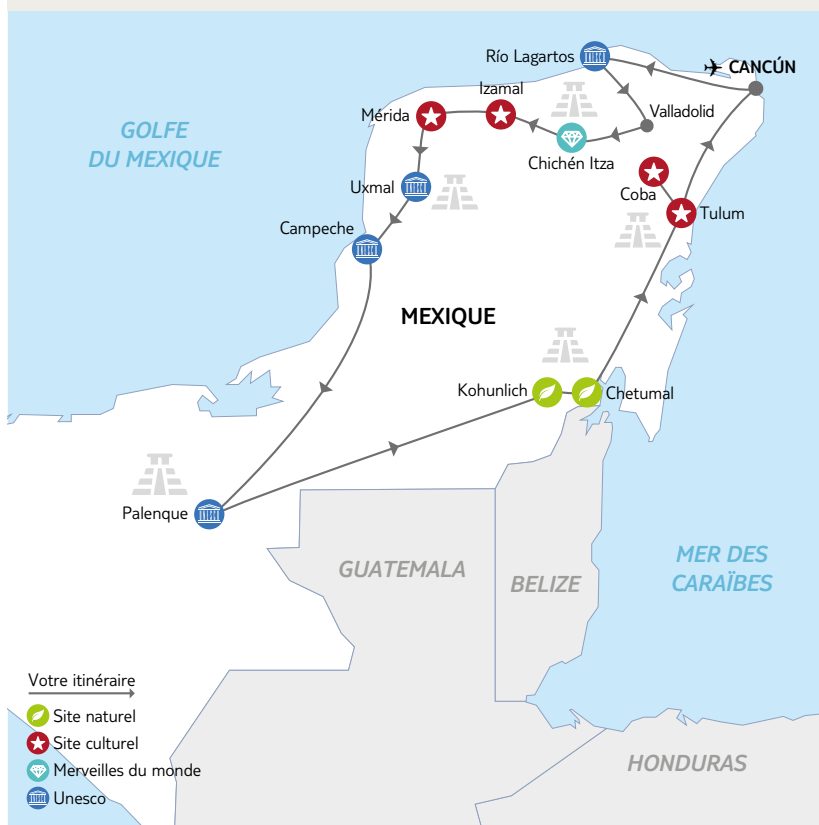 Río Lagartos
CANCÚN
Izamal
Valladolid
Mérida
GOLFE
DU MEXIQUE
Chichén Itza
Uxmal
Coba
Tulum
Campeche
MEXIQUE
Kohunlich
Chetumal
Palenque
GUATEMALA
BELIZE
MER DES
CARAÏBES
Votre itinéraire
Site naturel
Site culturel
Merveilles du monde
Unesco
HONDURAS